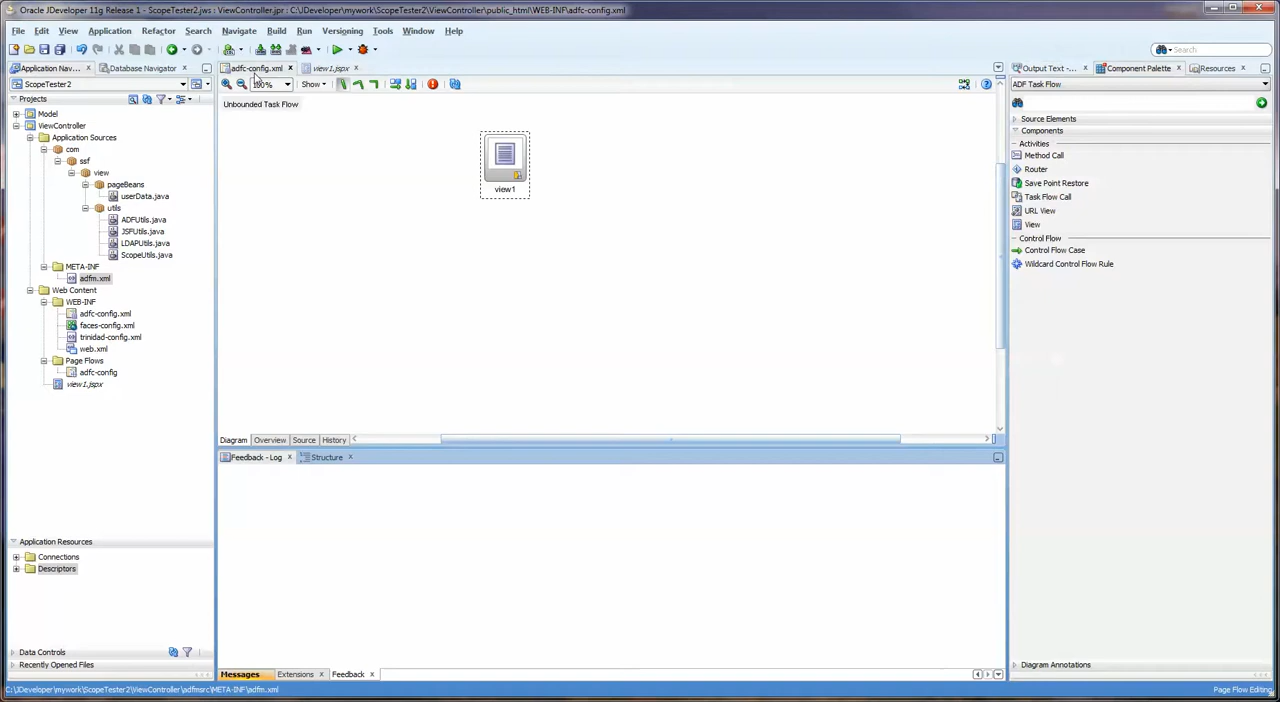 Oracle JDeveloper 11g Release 1 - ScopeTester2.jws : ViewController.jpr : C:\JDeveloper\mywork\ScopeTester2\ViewController\public_html\WEB-INF\adfc-config.xml
File Edit View Application Refactor Search Navigate Build Run Versioning Tools Window Help
Search
Application Nav... Database Navigator
adfc-config.xml view1.jspx
Output Text -... Component Palette Resources
ScopeTester2
100% Show
ADF Task Flow
Projects
Unbounded Task Flow
Model
ViewController
Application Sources
com
ssf
view
pageBeans
userData.java
utils
ADFUtils.java
JSFUtils.java
LDAPUtils.java
ScopeUtils.java
META-INF
adfm.xml
Web Content
WEB-INF
adfc-config.xml
faces-config.xml
trinidad-config.xml
web.xml
Page Flows
adfc-config
view1.jspx
view1
Source Elements
Components
Activities
Method Call
Router
Save Point Restore
Task Flow Call
URL View
View
Control Flow
Control Flow Case
Wildcard Control Flow Rule
Diagram Overview Source History
Feedback - Log Structure
Application Resources
Connections
Descriptors
Data Controls
Recently Opened Files
Diagram Annotations
Messages Extensions Feedback
C:\JDeveloper\mywork\ScopeTester2\ViewController\adfmsrc\META-INF\adfm.xml
Page Flow Editing